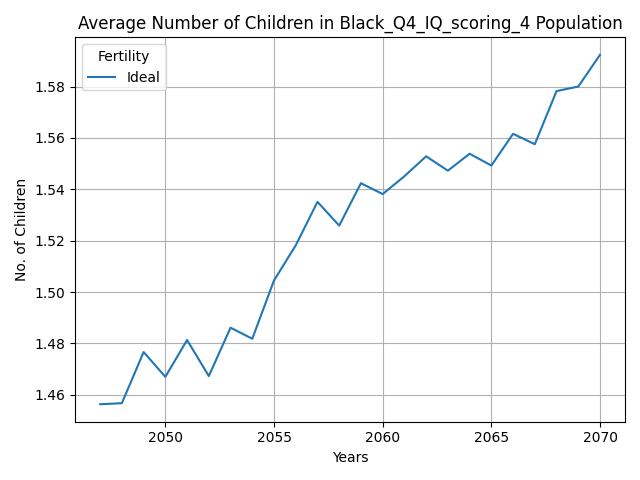 Average Number of Children in Black_Q4_IQ_scoring_4 Population
Fertility
Ideal
1.58
1.56
1.54
1.52
1.50
1.48
1.46
No. of Children
2050 2055 2060 2065 2070
Years